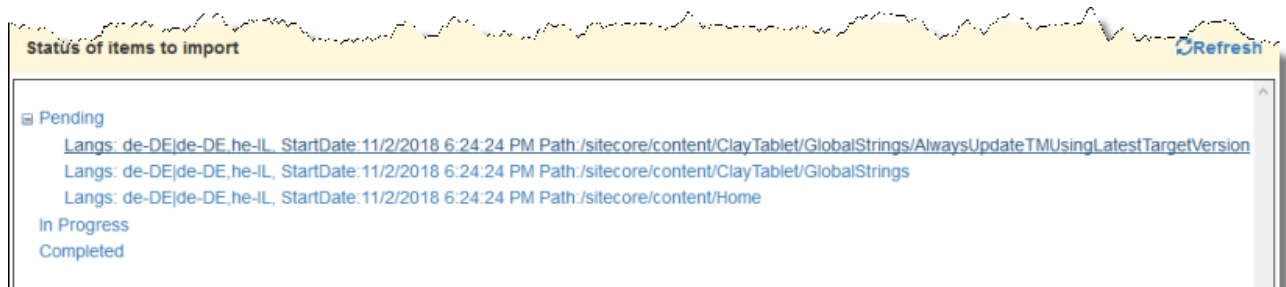 Status of items to import
Refresh
Pending
Langs: de-DE|de-DE,he-IL, StartDate:11/2/2018 6:24:24 PM Path:/sitecore/content/ClayTablet/GlobalStrings/AlwaysUpdateTMUsingLatestTargetVersion
Langs: de-DE|de-DE,he-IL, StartDate:11/2/2018 6:24:24 PM Path:/sitecore/content/ClayTablet/GlobalStrings
Langs: de-DE|de-DE,he-IL, StartDate:11/2/2018 6:24:24 PM Path:/sitecore/content/Home
In Progress
Completed